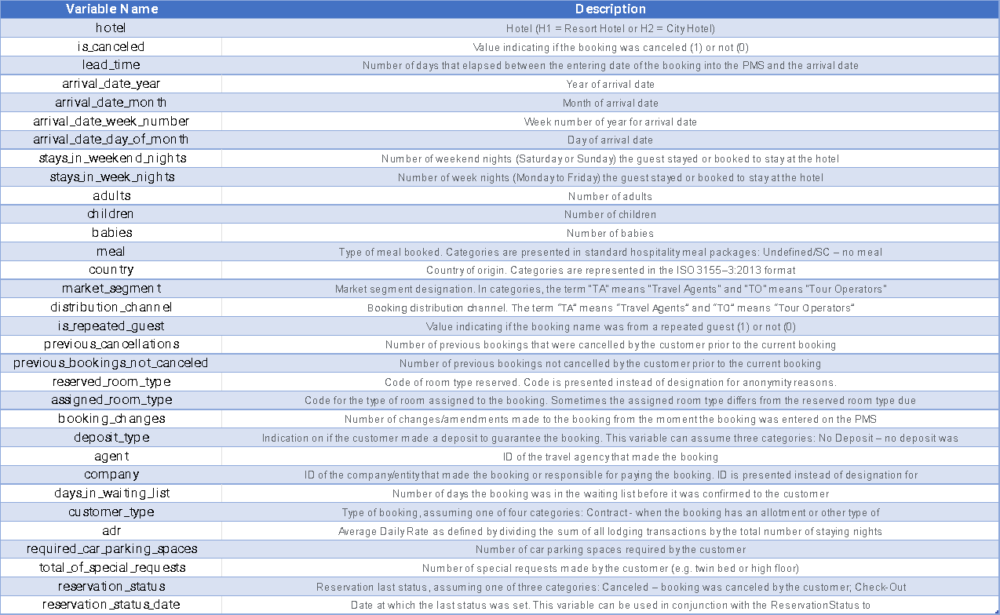 Variable Name Description
hotel Hotel (H1 = Resort Hotel or H2 = City Hotel)
is_canceled Value indicating if the booking was canceled (1) or not (0)
lead_time Number of days that elapsed between the entering date of the booking into the PMS and the arrival date
arrival_date_year Year of arrival date
arrival_date_month Month of arrival date
arrival_date_week_number Week number of year for arrival date
arrival_date_day_of_month Day of arrival date
stays_in_weekend_nights Number of weekend nights (Saturday or Sunday) the guest stayed or booked to stay at the hotel
stays_in_week_nights Number of week nights (Monday to Friday) the guest stayed or booked to stay at the hotel
adults Number of adults
children Number of children
babies Number of babies
meal Type of meal booked. Categories are presented in standard hospitality meal packages: Undefined/SC – no meal
country Country of origin. Categories are represented in the ISO 3155–3:2013 format
market_segment Market segment designation. In categories, the term “TA” means “Travel Agents” and “TO” means “Tour Operators”
distribution_channel Booking distribution channel. The term “TA” means “Travel Agents” and “TO” means “Tour Operators”
is_repeated_guest Value indicating if the booking name was from a repeated guest (1) or not (0)
previous_cancellations Number of previous bookings that were cancelled by the customer prior to the current booking
previous_bookings_not_canceled Number of previous bookings not cancelled by the customer prior to the current booking
reserved_room_type Code of room type reserved. Code is presented instead of designation for anonymity reasons.
assigned_room_type Code for the type of room assigned to the booking. Sometimes the assigned room type differs from the reserved room type due
booking_changes Number of changes/amendments made to the booking from the moment the booking was entered on the PMS
deposit_type Indication on if the customer made a deposit to guarantee the booking. This variable can assume three categories: No Deposit – no deposit was
agent ID of the travel agency that made the booking
company ID of the company/entity that made the booking or responsible for paying the booking. ID is presented instead of designation for
days_in_waiting_list Number of days the booking was in the waiting list before it was confirmed to the customer
customer_type Type of booking, assuming one of four categories: Contract - when the booking has an allotment or other type of
adr Average Daily Rate as defined by dividing the sum of all lodging transactions by the total number of staying nights
required_car_parking_spaces Number of car parking spaces required by the customer
total_of_special_requests Number of special requests made by the customer (e.g. twin bed or high floor)
reservation_status Reservation last status, assuming one of three categories: Canceled – booking was canceled by the customer; Check-Out
reservation_status_date Date at which the last status was set. This variable can be used in conjunction with the ReservationStatus to